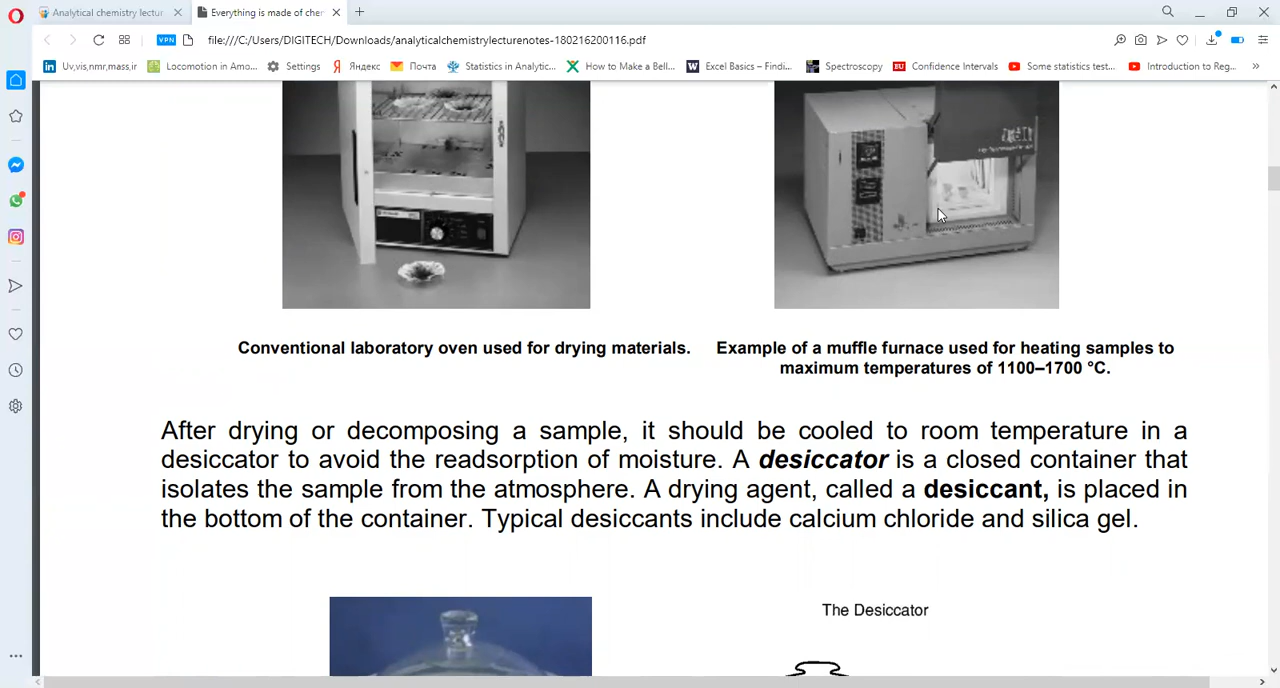 Analytical chemistry lectur
Everything is made of cher
VPN
file:///C:/Users/DIGITECH/Downloads/analyticalchemistrylecturenotes-180216200116.pdf
Uv,vis,nmr,mass,ir
Locomotion in Amo...
Settings
Яндекс
Почта
Statistics in Analytic...
How to Make a Bell...
Excel Basics – Findi...
Spectroscopy
Confidence Intervals
Some statistics test...
Introduction to Reg...
Conventional laboratory oven used for drying materials.
Example of a muffle furnace used for heating samples to
maximum temperatures of 1100–1700 °C.
After drying or decomposing a sample, it should be cooled to room temperature in a
desiccator to avoid the readsorption of moisture. A desiccator is a closed container that
isolates the sample from the atmosphere. A drying agent, called a desiccant, is placed in
the bottom of the container. Typical desiccants include calcium chloride and silica gel.
The Desiccator